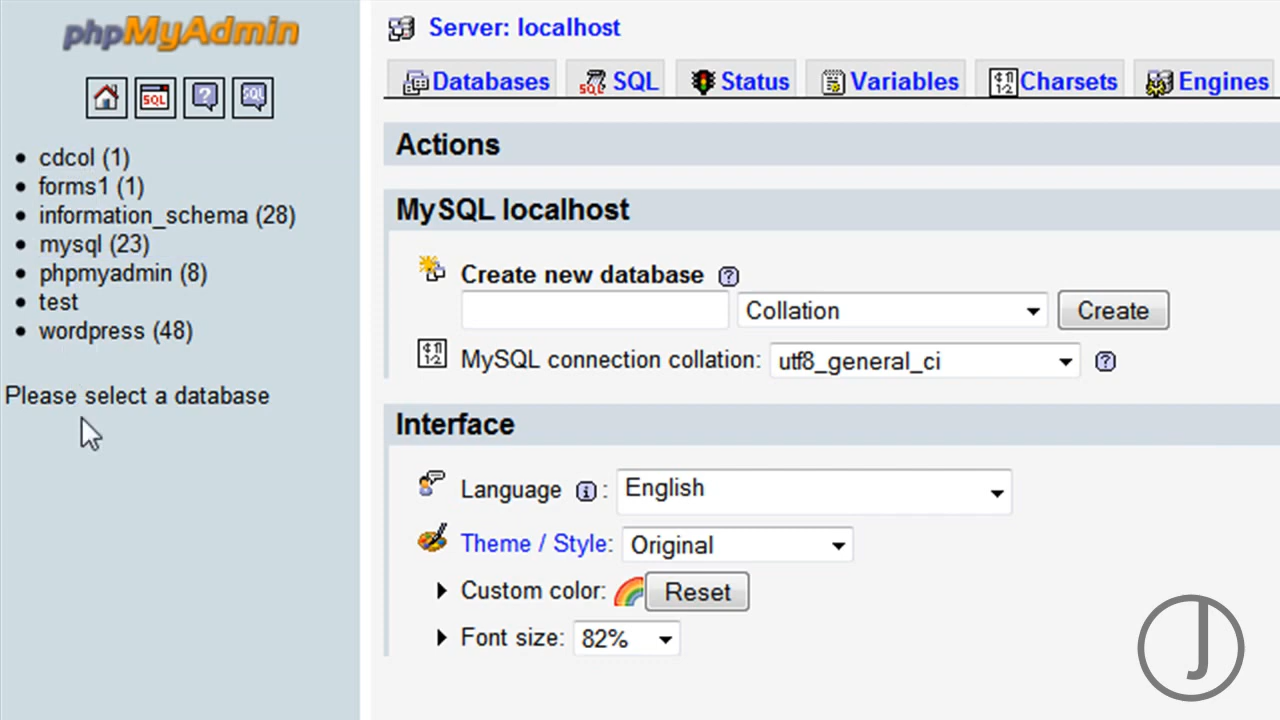 phpMyAdmin
SQL
?
SQL
cdcol (1)
forms1 (1)
information_schema (28)
mysql (23)
phpmyadmin (8)
test
wordpress (48)
Please select a database
Server: localhost
Databases SQL Status Variables Charsets Engines
Actions
MySQL localhost
Create new database ?
Collation Create
MySQL connection collation: utf8_general_ci ?
Interface
Language i : English
Theme / Style: Original
Custom color: Reset
Font size: 82%
J